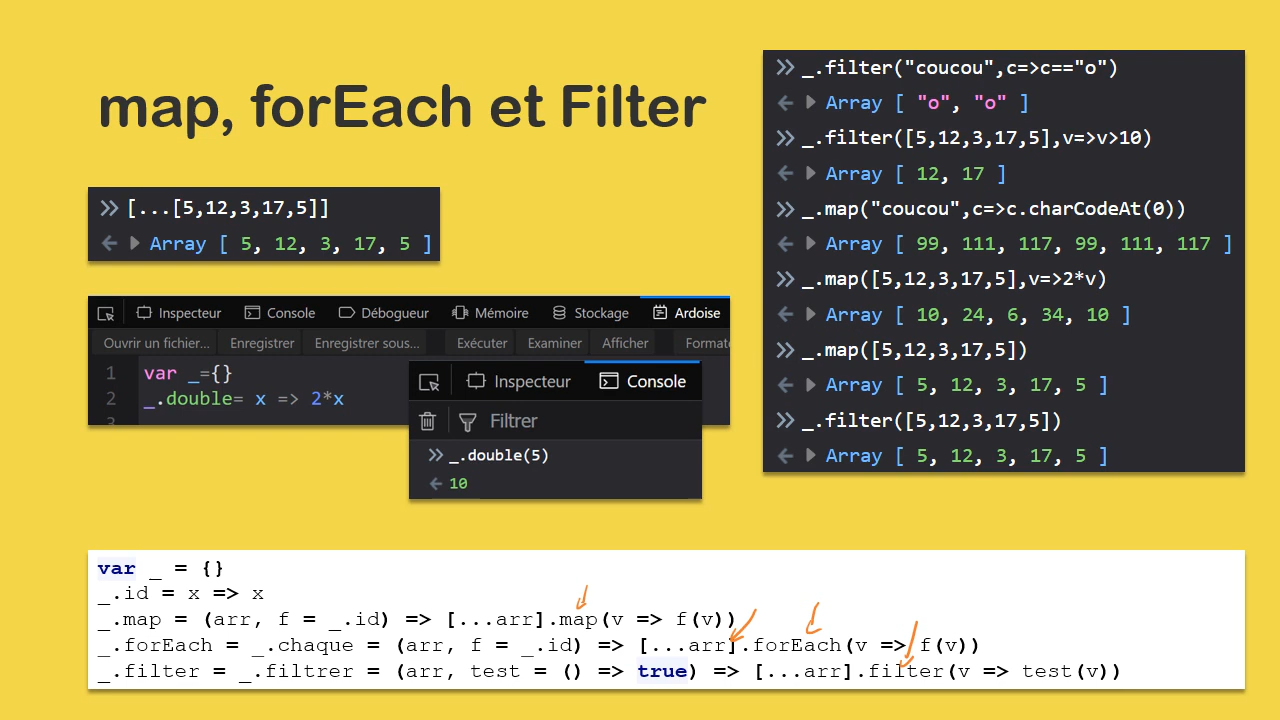 map, forEach et Filter
[...[5,12,3,17,5]]
Array [ 5, 12, 3, 17, 5 ]
Inspecteur Console Débogueur Mémoire Stockage Ardoise
Ouvrir un fichier... Enregistrer Enregistrer sous... Exécuter Examiner Afficher Formate
1 var _={}
2 _.double= x => 2*x
3
Inspecteur Console
Filtrer
_.double(5)
10
_.filter("coucou",c=>c=="o")
Array [ "o", "o" ]
_.filter([5,12,3,17,5],v=>v>10)
Array [ 12, 17 ]
_.map("coucou",c=>c.charCodeAt(0))
Array [ 99, 111, 117, 99, 111, 117 ]
_.map([5,12,3,17,5],v=>2*v)
Array [ 10, 24, 6, 34, 10 ]
_.map([5,12,3,17,5])
Array [ 5, 12, 3, 17, 5 ]
_.filter([5,12,3,17,5])
Array [ 5, 12, 3, 17, 5 ]
var _ = {}
_.id = x => x
_.map = (arr, f = _.id) => [...arr].map(v => f(v))
_.forEach = _.chaque = (arr, f = _.id) => [...arr].forEach(v => f(v))
_.filter = _.filtrer = (arr, test = () => true) => [...arr].filter(v => test(v))